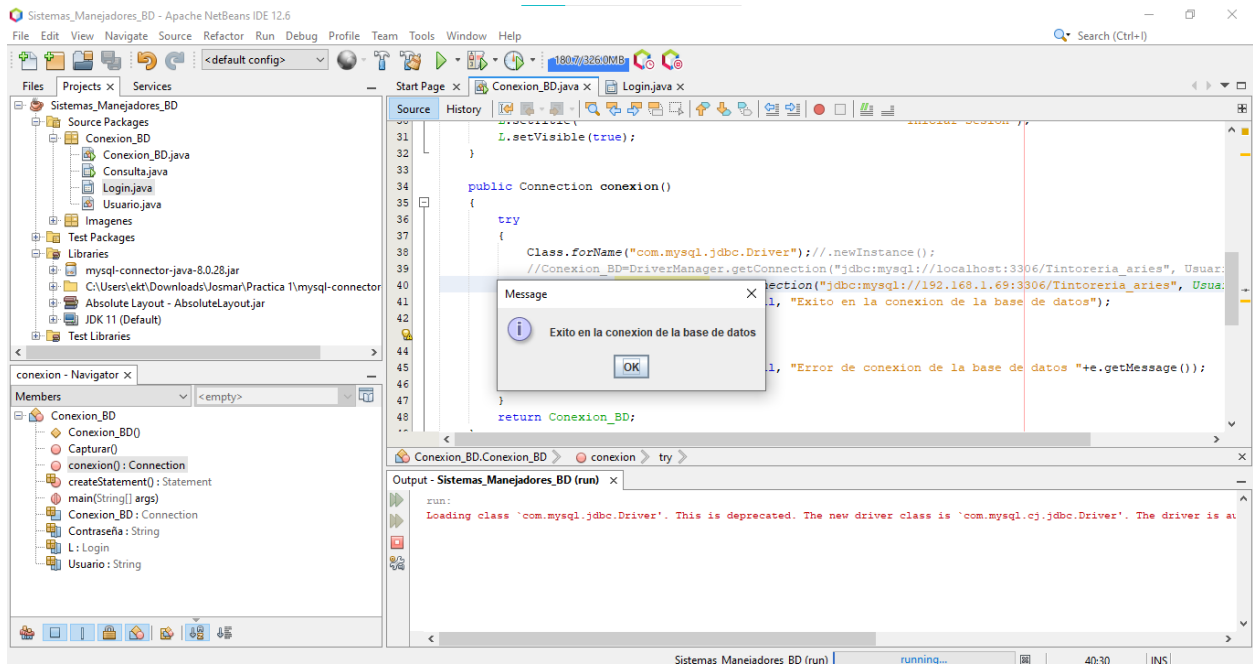 Sistemas_Manejadores_BD - Apache NetBeans IDE 12.6
File Edit View Navigate Source Refactor Run Debug Profile Team Tools Window Help
Search (Ctrl+I)
<default config>
180.7/326.0MB
Files Projects × Services
Sistemas_Manejadores_BD
Source Packages
Conexion_BD
Conexion_BD.java
Consulta.java
Login.java
Usuario.java
Imagenes
Test Packages
Libraries
mysql-connector-java-8.0.28.jar
C:\Users\ekt\Downloads\Josmar\Practica 1\mysql-connector
Absolute Layout - AbsoluteLayout.jar
JDK 11 (Default)
Test Libraries
conexion - Navigator ×
Members <empty>
Conexion_BD
Conexion_BD()
Capturar()
conexion() : Connection
createStatement() : Statement
main(String[] args)
Conexion_BD : Connection
Contraseña : String
L : Login
Usuario : String
Start Page × Conexion_BD.java × Login.java ×
Source History
31 L.setVisible(true);
32 }
33
34 public Connection conexion()
35 {
36 try
37 {
38 Class.forName("com.mysql.jdbc.Driver");//.newInstance();
39 //Conexion_BD=DriverManager.getConnection("jdbc:mysql://localhost:3306/Tintoreria_aries", Usuar
40 ection("jdbc:mysql://192.168.1.69:3306/Tintoreria_aries", Usua
41 l, "Exito en la conexion de la base de datos");
42
44
45 l, "Error de conexion de la base de datos "+e.getMessage());
46
47 }
48 return Conexion_BD;
Message
Exito en la conexion de la base de datos
OK
Conexion_BD.Conexion_BD conexion try
Output - Sistemas_Manejadores_BD (run) ×
run:
Loading class `com.mysql.jdbc.Driver'. This is deprecated. The new driver class is `com.mysql.cj.jdbc.Driver'. The driver is au
Sistemas_Manejadores_BD (run) running... 40:30 INS